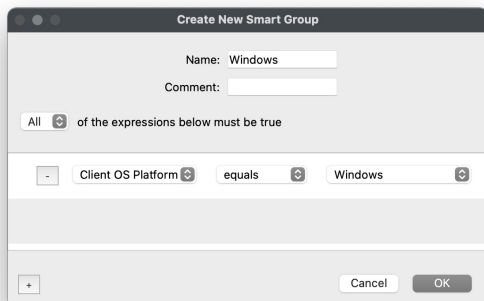 Create New Smart Group
Name: Windows
Comment:
All of the expressions below must be true
- Client OS Platform equals Windows
+ Cancel OK